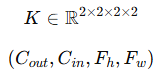 K ∈ ℝ^{2×2×2×2}
(C_{out}, C_{in}, F_h, F_w)